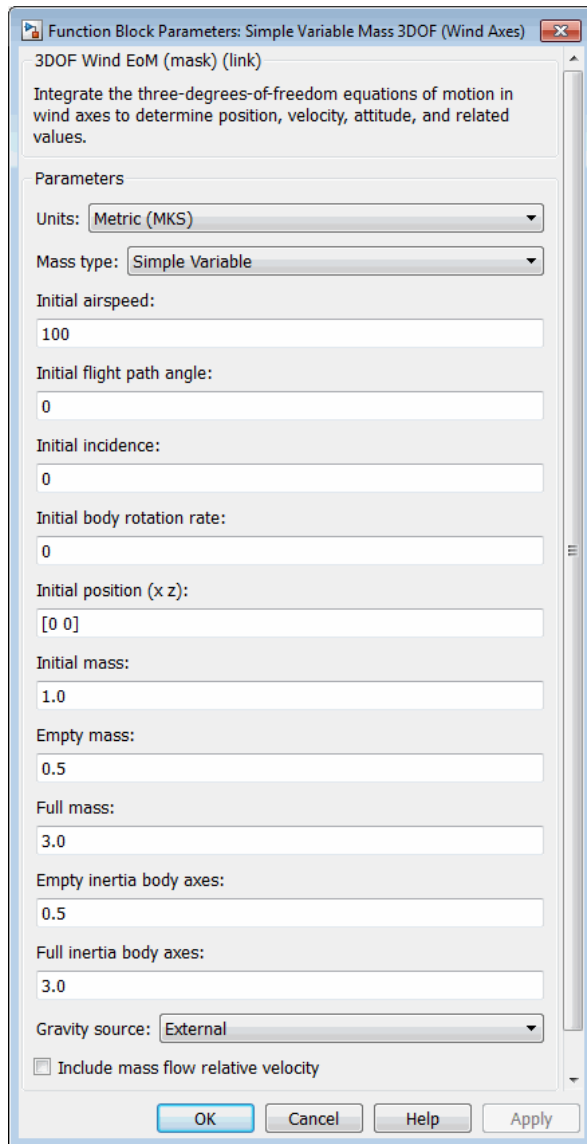 Function Block Parameters: Simple Variable Mass 3DOF (Wind Axes)
3DOF Wind EoM (mask) (link)
Integrate the three-degrees-of-freedom equations of motion in
wind axes to determine position, velocity, attitude, and related
values.
Parameters
Units: Metric (MKS)
Mass type: Simple Variable
Initial airspeed:
100
Initial flight path angle:
0
Initial incidence:
0
Initial body rotation rate:
0
Initial position (x z):
[0 0]
Initial mass:
1.0
Empty mass:
0.5
Full mass:
3.0
Empty inertia body axes:
0.5
Full inertia body axes:
3.0
Gravity source: External
Include mass flow relative velocity
OK Cancel Help Apply